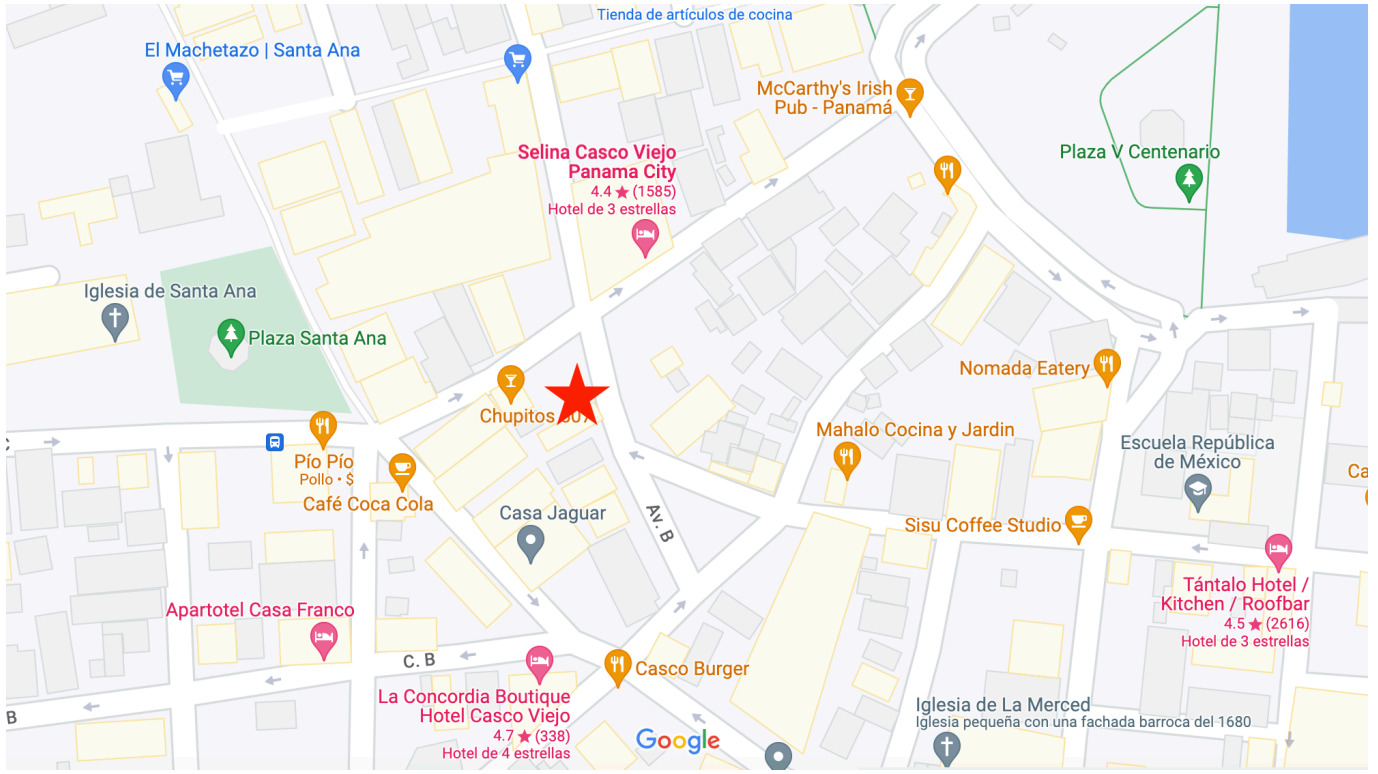 Tienda de artículos de cocina
El Machetazo | Santa Ana
McCarthy's Irish
Pub - Panamá
Selina Casco Viejo
Panama City
4.4 ★ (1585)
Hotel de 3 estrellas
Plaza V Centenario
Iglesia de Santa Ana
Plaza Santa Ana
Nomada Eatery
Chupitos
C
Mahalo Cocina y Jardin
Escuela República
de México
Pío Pío
Pollo • $
Café Coca Cola
Ca
Casa Jaguar
Av. B
Sisu Coffee Studio
Tántalo Hotel /
Kitchen / Roofbar
4.5 ★ (2616)
Hotel de 3 estrellas
Apartotel Casa Franco
C. B
Casco Burger
La Concordia Boutique
Hotel Casco Viejo
4.7 ★ (338)
Hotel de 4 estrellas
B
Iglesia de La Merced
Iglesia pequeña con una fachada barroca del 1680
Google